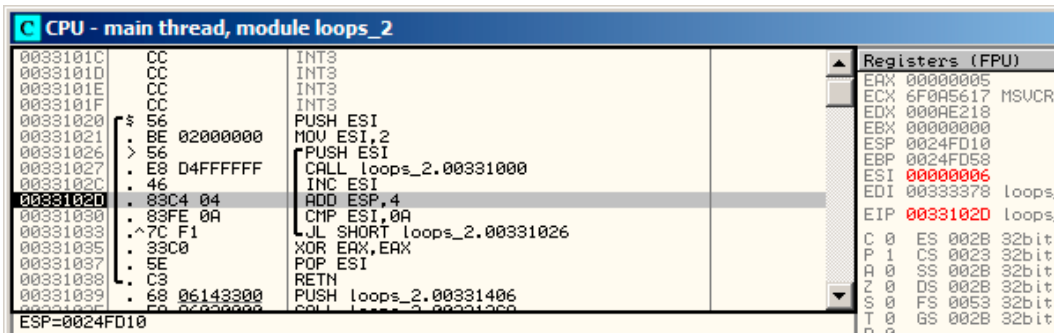 C CPU - main thread, module loops_2
0033101C CC INT3
0033101D CC INT3
0033101E CC INT3
0033101F CC INT3
00331020 $ 56 PUSH ESI
00331021 . BE 02000000 MOV ESI,2
00331026 > 56 PUSH ESI
00331027 . E8 D4FFFFFF CALL loops_2.00331000
0033102C . 46 INC ESI
0033102D . 83C4 04 ADD ESP,4
00331030 . 83FE 0A CMP ESI,0A
00331033 .^7C F1 JL SHORT loops_2.00331026
00331035 . 33C0 XOR EAX,EAX
00331037 . 5E POP ESI
00331038 . C3 RETN
00331039 . 68 06143300 PUSH loops_2.00331406
ESP=0024FD10
Registers (FPU)
EAX 00000005
ECX 6F0A5617 MSVCR
EDX 000AE218
EBX 00000000
ESP 0024FD10
EBP 0024FD58
ESI 00000006
EDI 00333378 loops_
EIP 0033102D loops_
C 0 ES 002B 32bit
P 1 CS 0023 32bit
A 0 SS 002B 32bit
Z 0 DS 002B 32bit
S 0 FS 0053 32bit
T 0 GS 002B 32bit